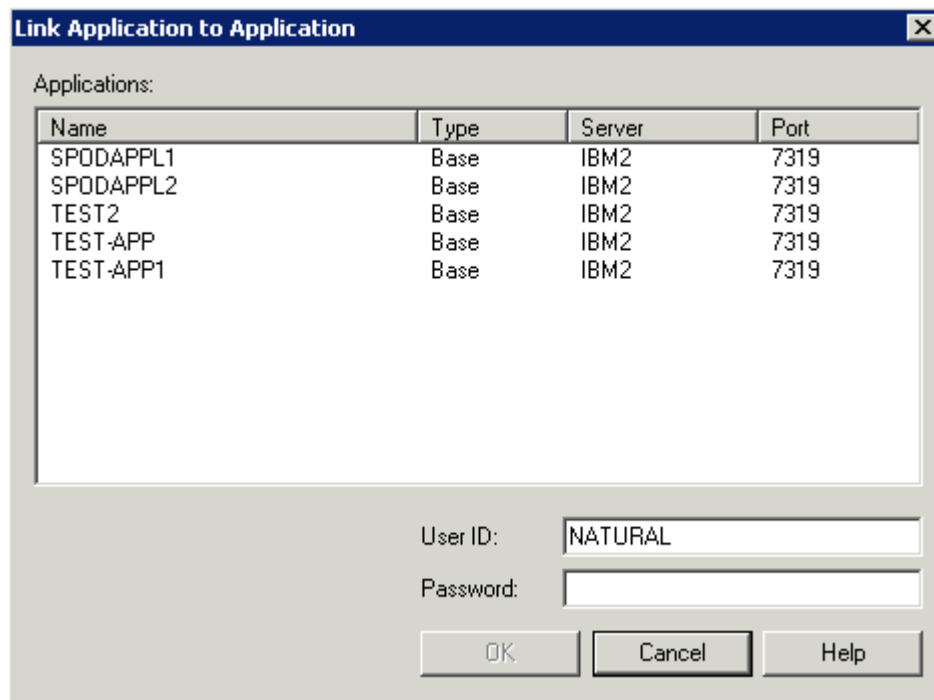 Link Application to Application
Applications:
Name Type Server Port
SPODAPPL1 Base IBM2 7319
SPODAPPL2 Base IBM2 7319
TEST2 Base IBM2 7319
TEST-APP Base IBM2 7319
TEST-APP1 Base IBM2 7319
User ID: NATURAL
Password:
OK Cancel Help